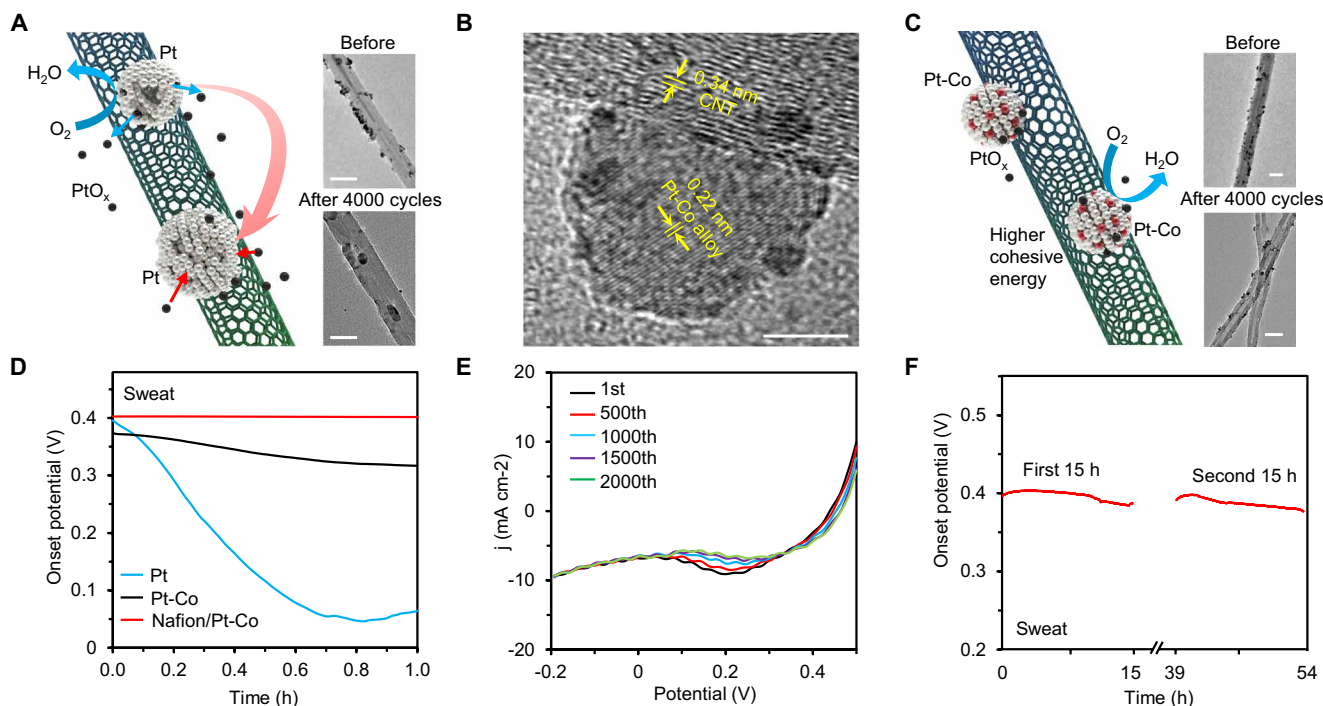 A
Pt
H2O
O2
PtOx
Pt
Before
After 4000 cycles
B
0.34 nm
CNT
0.22 nm
Pt-Co alloy
C
Pt-Co
PtOx
O2
H2O
Pt-Co
Higher
cohesive
energy
Before
After 4000 cycles
D
Sweat
Onset potential (V)
0.4
0.3
0.2
0.1
0
Pt
Pt-Co
Nafion/Pt-Co
0.0 0.2 0.4 0.6 0.8 1.0
Time (h)
E
j (mA cm-2)
20
10
0
-10
-20
1st
500th
1000th
1500th
2000th
-0.2 0 0.2 0.4
Potential (V)
F
Onset potential (V)
0.5
0.4
0.3
0.2
First 15 h
Second 15 h
Sweat
0 15 39 54
Time (h)